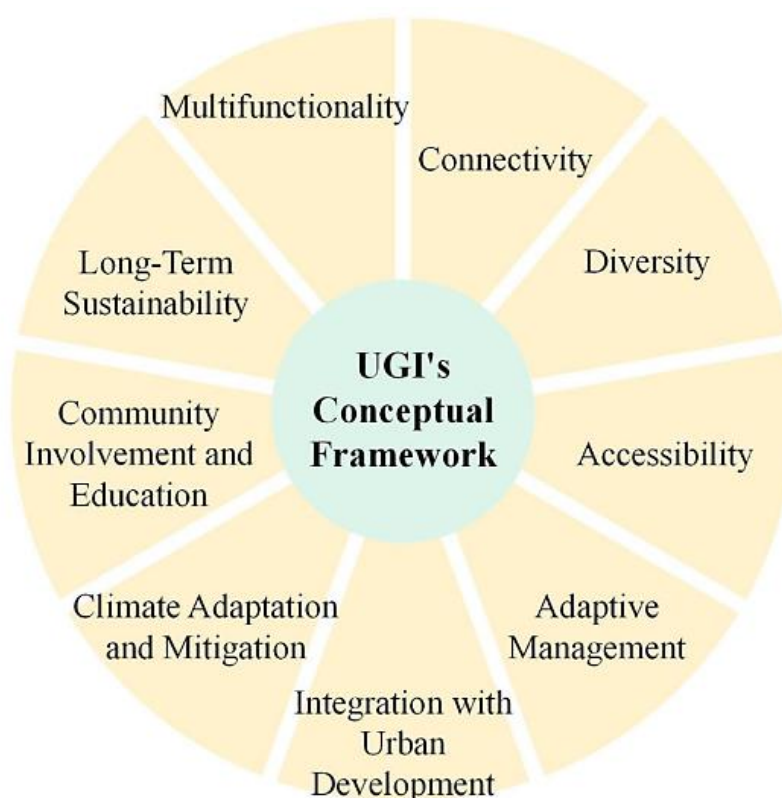 Multifunctionality
Connectivity
Diversity
Accessibility
Adaptive
Management
Integration with
Urban
Development
Climate Adaptation
and Mitigation
Community
Involvement and
Education
Long-Term
Sustainability
UGI's
Conceptual
Framework